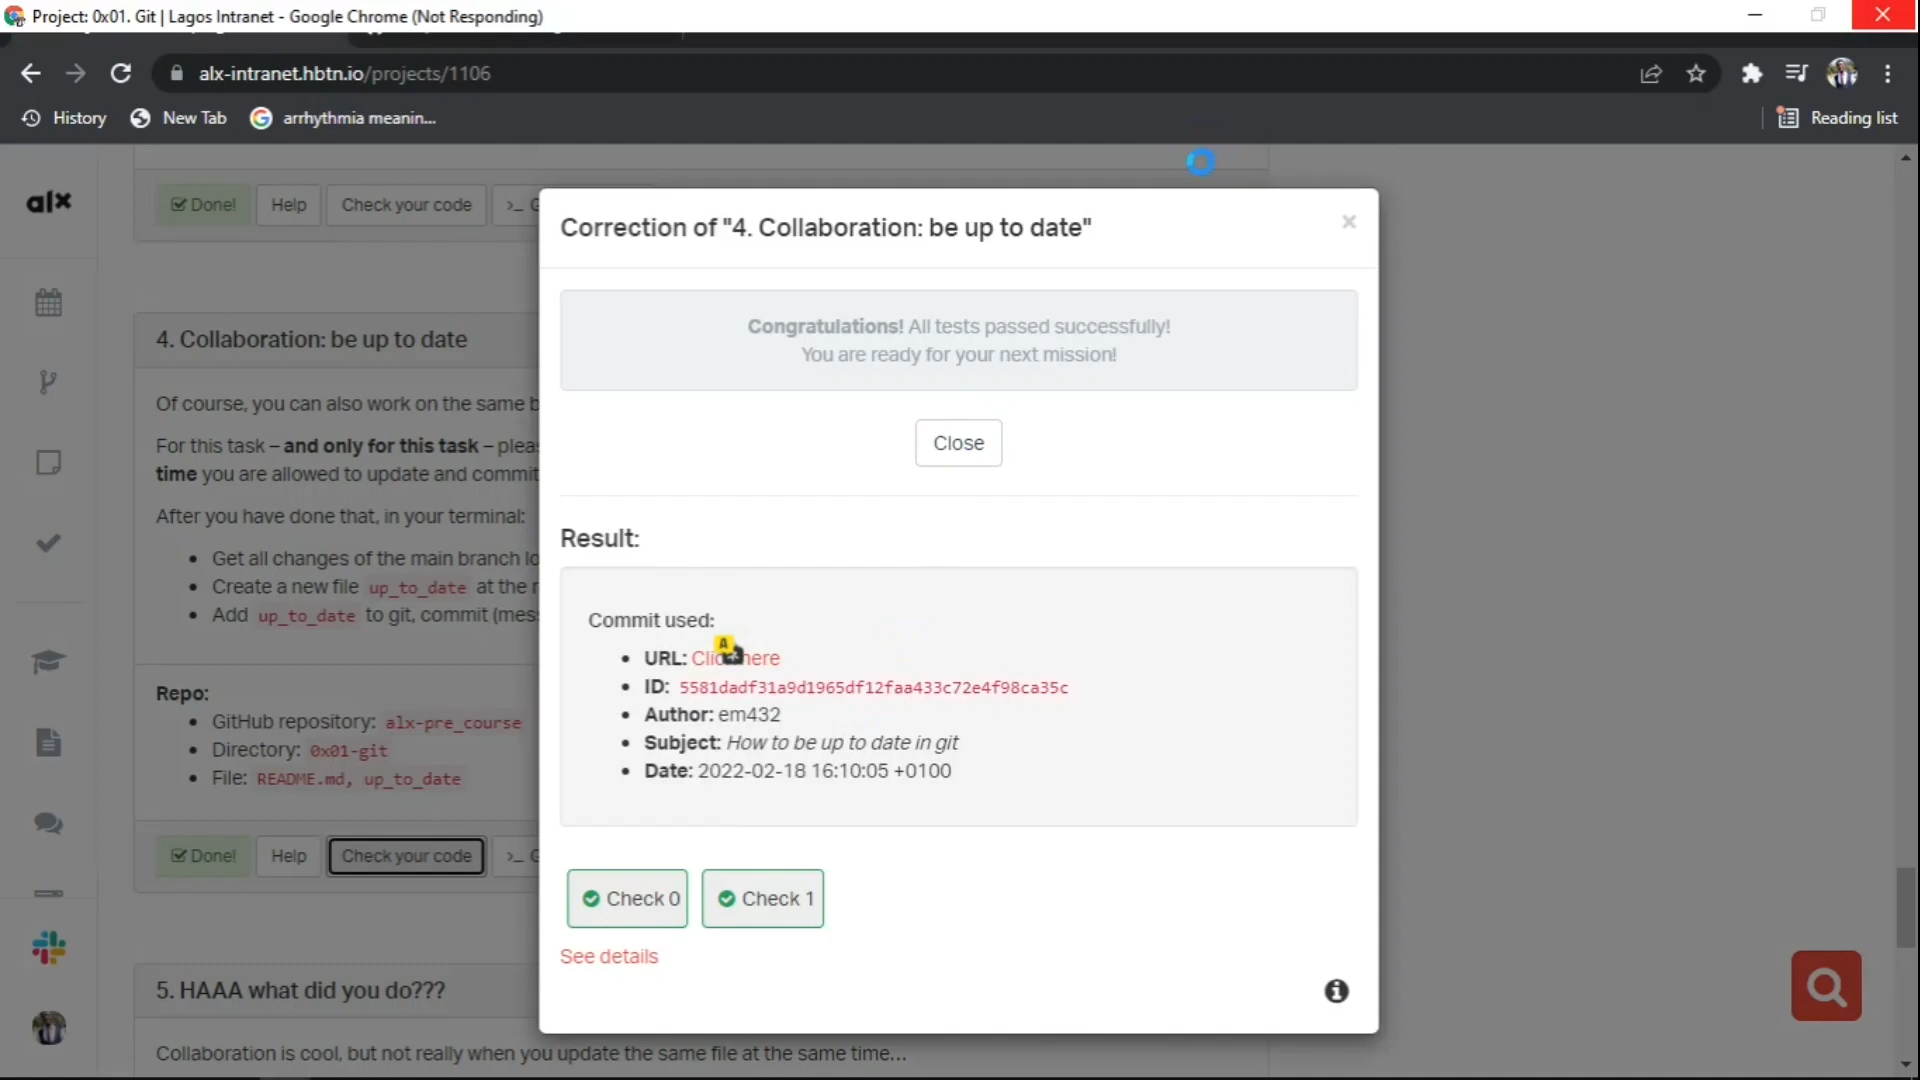 Project: 0x01. Git | Lagos Intranet - Google Chrome (Not Responding)
alx-intranet.hbtn.io/projects/1106
History
New Tab
arrhythmia meanin...
Reading list
alx
Done!
Help
Check your code
>_ G
4. Collaboration: be up to date
Of course, you can also work on the same b
For this task – and only for this task – plea
time you are allowed to update and commit
After you have done that, in your terminal:
Get all changes of the main branch lo
Create a new file up_to_date at the r
Add up_to_date to git, commit (mes
Repo:
GitHub repository: alx-pre_course
Directory: 0x01-git
File: README.md, up_to_date
Done!
Help
Check your code
>_ G
5. HAAA what did you do???
Collaboration is cool, but not really when you update the same file at the same time...
Correction of "4. Collaboration: be up to date"
×
Congratulations! All tests passed successfully!
You are ready for your next mission!
Close
Result:
Commit used:
A
URL: Click here
ID: 5581dadf31a9d1965df12faa433c72e4f98ca35c
Author: em432
Subject: How to be up to date in git
Date: 2022-02-18 16:10:05 +0100
Check 0
Check 1
See details